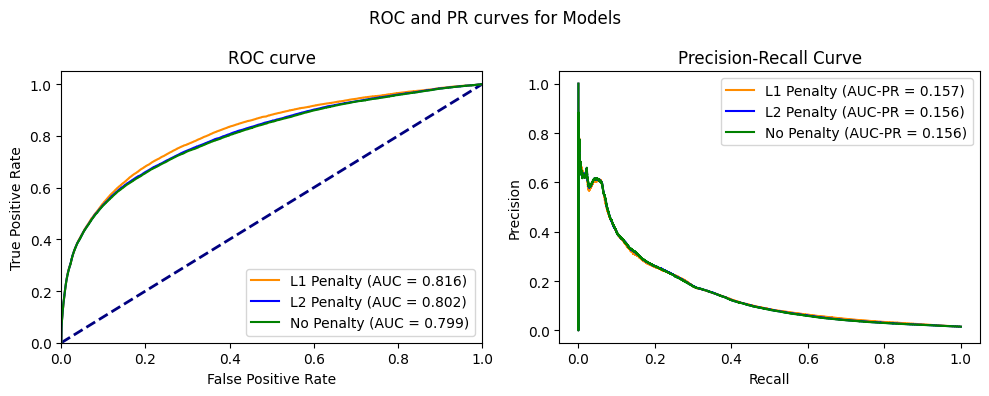 ROC and PR curves for Models
ROC curve
True Positive Rate
1.0
0.8
0.6
0.4
0.2
0.0
0.0 0.2 0.4 0.6 0.8 1.0
False Positive Rate
L1 Penalty (AUC = 0.816)
L2 Penalty (AUC = 0.802)
No Penalty (AUC = 0.799)
Precision-Recall Curve
Precision
1.0
0.8
0.6
0.4
0.2
0.0
0.0 0.2 0.4 0.6 0.8 1.0
Recall
L1 Penalty (AUC-PR = 0.157)
L2 Penalty (AUC-PR = 0.156)
No Penalty (AUC-PR = 0.156)